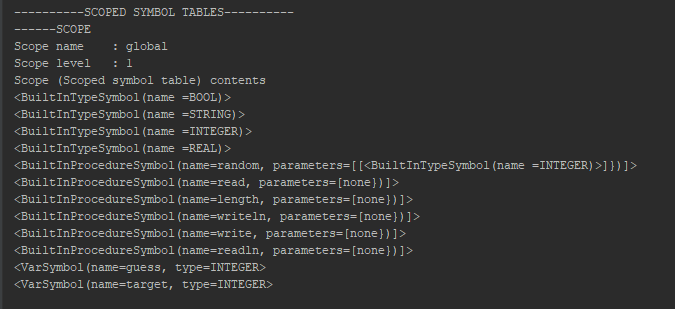 ----------SCOPED SYMBOL TABLES----------
------SCOPE
Scope name    : global
Scope level   : 1
Scope (Scoped symbol table) contents
<BuiltInTypeSymbol(name =BOOL)>
<BuiltInTypeSymbol(name =STRING)>
<BuiltInTypeSymbol(name =INTEGER)>
<BuiltInTypeSymbol(name =REAL)>
<BuiltInProcedureSymbol(name=random, parameters=[[<BuiltInTypeSymbol(name =INTEGER)>]})]>
<BuiltInProcedureSymbol(name=read, parameters=[none})]>
<BuiltInProcedureSymbol(name=length, parameters=[none})]>
<BuiltInProcedureSymbol(name=writeln, parameters=[none})]>
<BuiltInProcedureSymbol(name=write, parameters=[none})]>
<BuiltInProcedureSymbol(name=readln, parameters=[none})]>
<VarSymbol(name=guess, type=INTEGER>
<VarSymbol(name=target, type=INTEGER>